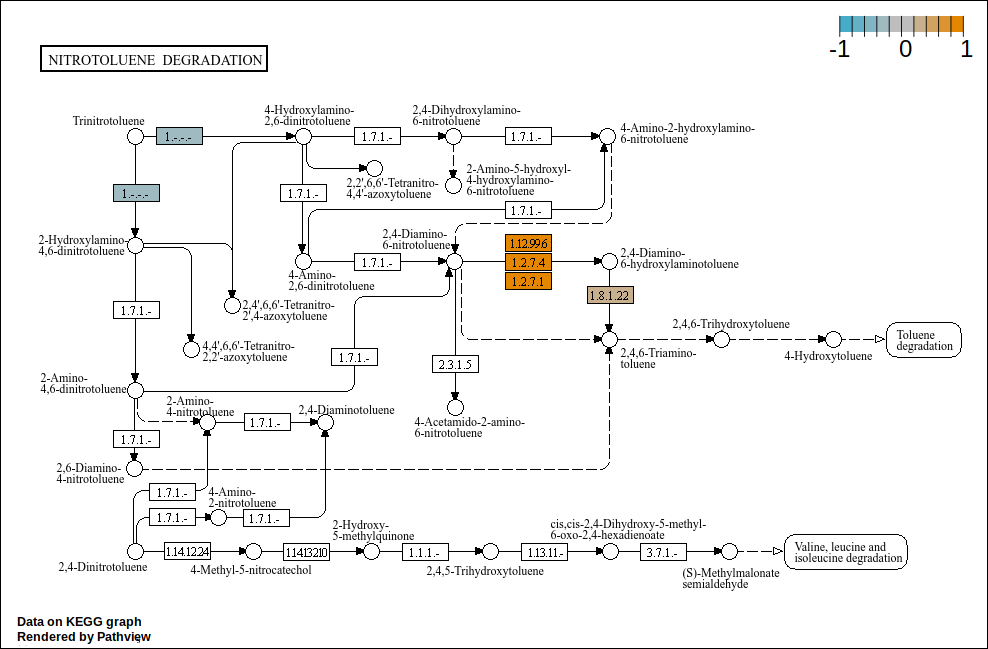 -1
0
1
NITROTOLUENE DEGRADATION
Trinitrotoluene
1.-.-.-
4-Hydroxylamino-
2,6-dinitrotoluene
1.7.1.-
2,4-Dihydroxylamino-
6-nitrotoluene
1.7.1.-
4-Amino-2-hydroxylamino-
6-nitrotoluene
2,2',6,6'-Tetranitro-
4,4'-azoxytoluene
2-Amino-5-hydroxyl-
4-hydroxylamino-
6-nitrotoluene
1.-.-.-
1.7.1.-
1.7.1.-
2-Hydroxylamino-
4,6-dinitrotoluene
2,4-Diamino-
6-nitrotoluene
1.12.99.6
1.2.7.4
1.2.7.1
2,4-Diamino-
6-hydroxylaminotoluene
1.7.1.-
4-Amino-
2,6-dinitrotoluene
1.8.1.22
1.7.1.-
2,4',6,6'-Tetranitro-
2',4-azoxytoluene
4,4',6,6'-Tetranitro-
2,2'-azoxytoluene
1.7.1.-
2.3.1.5
2,4,6-Triamino-
toluene
2,4,6-Trihydroxytoluene
4-Hydroxytoluene
Toluene
degradation
2-Amino-
4,6-dinitrotoluene
2-Amino-
4-nitrotoluene
1.7.1.-
2,4-Diaminotoluene
4-Acetamido-2-amino-
6-nitrotoluene
1.7.1.-
2,6-Diamino-
4-nitrotoluene
1.7.1.-
4-Amino-
2-nitrotoluene
1.7.1.-
1.7.1.-
2,4-Dinitrotoluene
1.14.12.24
4-Methyl-5-nitrocatechol
1.14.13.210
2-Hydroxy-
5-methylquinone
1.1.1.-
2,4,5-Trihydroxytoluene
1.13.11.-
cis,cis-2,4-Dihydroxy-5-methyl-
6-oxo-2,4-hexadienoate
3.7.1.-
(S)-Methylmalonate
semialdehyde
Valine, leucine and
isoleucine degradation
Data on KEGG graph
Rendered by Pathview